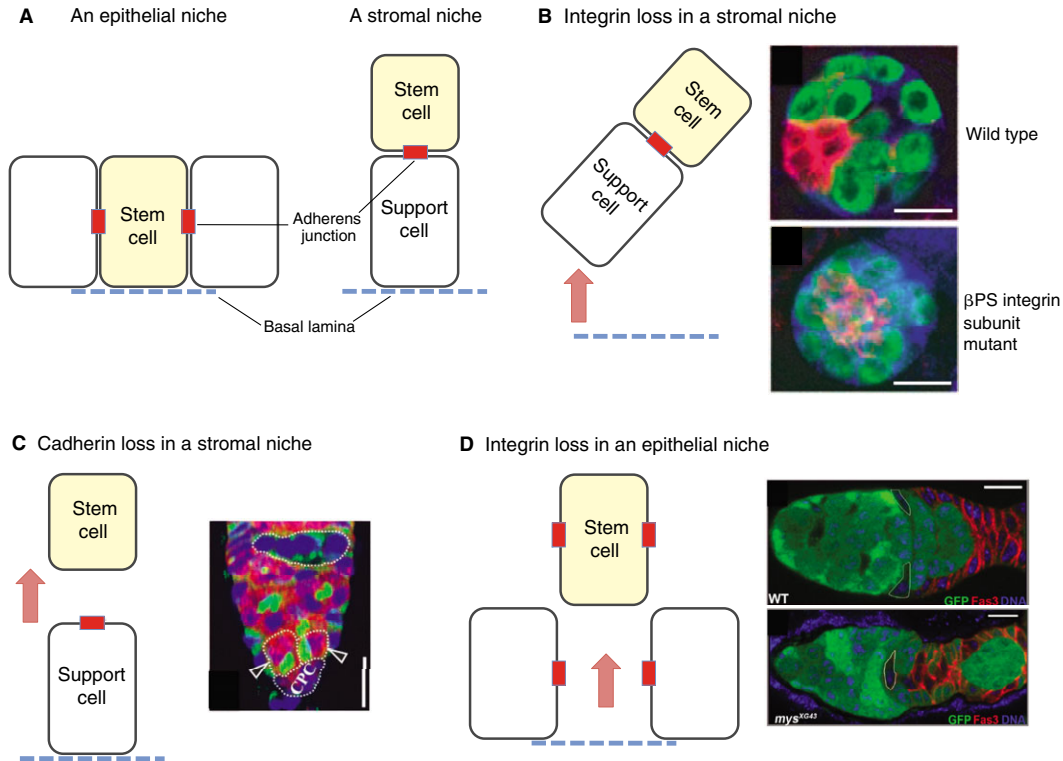 A An epithelial niche
A stromal niche
Stem
cell
Stem
cell
Support
cell
Adherens
junction
Basal lamina
B Integrin loss in a stromal niche
Stem
cell
Support
cell
Wild type
βPS integrin
subunit
mutant
C Cadherin loss in a stromal niche
Stem
cell
Support
cell
CPC
D Integrin loss in an epithelial niche
Stem
cell
WT
GFP Fas3 DNA
mysXG43
GFP Fas3 DNA